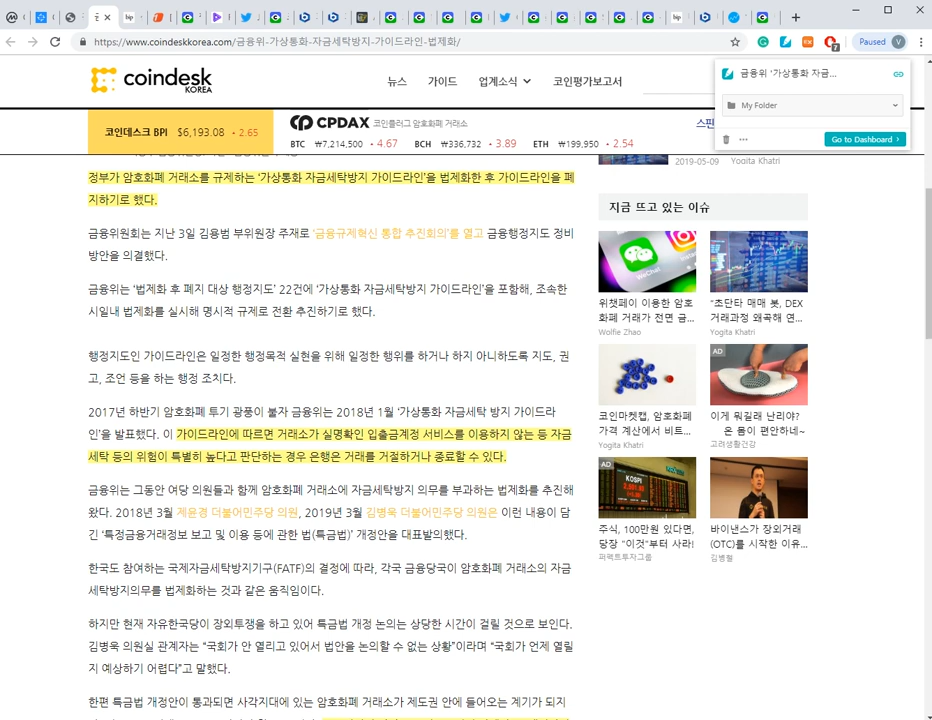 bip
bip
https://www.coindeskkorea.com/금융위-가상통화-자금세탁방지-가이드라인-법제화/
7
Paused V
금융위 '가상통화 자금...
My Folder
Go to Dashboard
coindesk
KOREA
뉴스 가이드 업계소식 코인평가보고서
코인데스크 BPI $6,193.08 • 2.65
CPDAX 코인플러그 암호화폐 거래소
BTC ₩7,214,500 • 4.67 BCH ₩336,732 • 3.89 ETH ₩199,950 • 2.54
스핀
2019-05-09 Yogita Khatri
정부가 암호화폐 거래소를 규제하는 ‘가상통화 자금세탁방지 가이드라인’을 법제화한 후 가이드라인을 폐
지하기로 했다.
금융위원회는 지난 3일 김용범 부위원장 주재로 ‘금융규제혁신 통합 추진회의’를 열고 금융행정지도 정비
방안을 의결했다.
금융위는 ‘법제화 후 폐지 대상 행정지도’ 22건에 ‘가상통화 자금세탁방지 가이드라인’을 포함해, 조속한
시일내 법제화를 실시해 명시적 규제로 전환 추진하기로 했다.
행정지도인 가이드라인은 일정한 행정목적 실현을 위해 일정한 행위를 하거나 하지 아니하도록 지도, 권
고, 조언 등을 하는 행정 조치다.
2017년 하반기 암호화폐 투기 광풍이 불자 금융위는 2018년 1월 ‘가상통화 자금세탁 방지 가이드라
인’을 발표했다. 이 가이드라인에 따르면 거래소가 실명확인 입출금계정 서비스를 이용하지 않는 등 자금
세탁 등의 위험이 특별히 높다고 판단하는 경우 은행은 거래를 거절하거나 종료할 수 있다.
금융위는 그동안 여당 의원들과 함께 암호화폐 거래소에 자금세탁방지 의무를 부과하는 법제화를 추진해
왔다. 2018년 3월 제윤경 더불어민주당 의원, 2019년 3월 김병욱 더불어민주당 의원은 이런 내용이 담
긴 ‘특정금융거래정보 보고 및 이용 등에 관한 법(특금법)’ 개정안을 대표발의했다.
한국도 참여하는 국제자금세탁방지기구(FATF)의 결정에 따라, 각국 금융당국이 암호화폐 거래소의 자금
세탁방지의무를 법제화하는 것과 같은 움직임이다.
하지만 현재 자유한국당이 장외투쟁을 하고 있어 특금법 개정 논의는 상당한 시간이 걸릴 것으로 보인다.
김병욱 의원실 관계자는 “국회가 안 열리고 있어서 법안을 논의할 수 없는 상황”이라며 “국회가 언제 열릴
지 예상하기 어렵다”고 말했다.
한편 특금법 개정안이 통과되면 사각지대에 있는 암호화폐 거래소가 제도권 안에 들어오는 계기가 되지
지금 뜨고 있는 이슈
WeChat
위챗페이 이용한 암호
화폐 거래가 전면 금...
Wolfie Zhao
“초단타 매매 봇, DEX
거래과정 왜곡해 연...
Yogita Khatri
코인마켓캡, 암호화폐
가격 계산에서 비트...
Yogita Khatri
AD
이게 뭐길래 난리야?
온 몸이 편안하네~
고려생활건강
AD
KOSPI
주식, 100만원 있다면,
당장 "이것"부터 사라!
퍼펙트투자그룹
바이낸스가 장외거래
(OTC)를 시작한 이유...
김병철